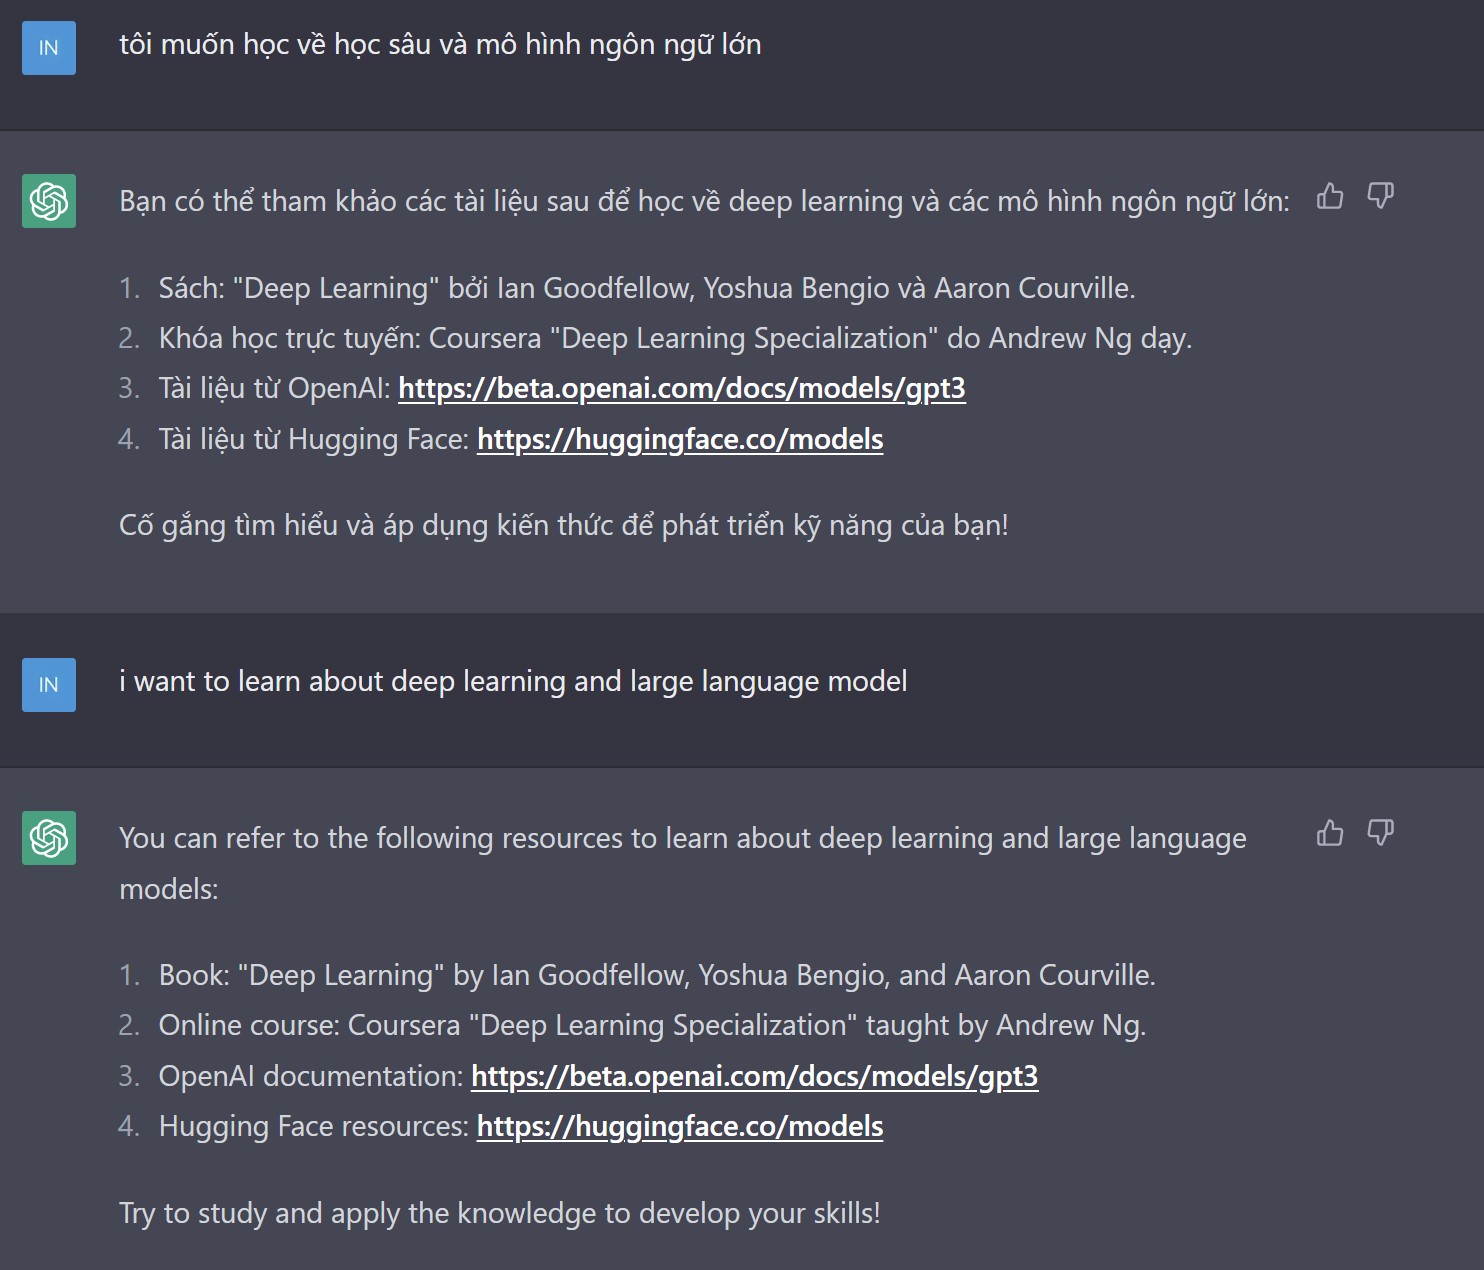 IN
tôi muốn học về học sâu và mô hình ngôn ngữ lớn
Bạn có thể tham khảo các tài liệu sau để học về deep learning và các mô hình ngôn ngữ lớn:
1. Sách: "Deep Learning" bởi Ian Goodfellow, Yoshua Bengio và Aaron Courville.
2. Khóa học trực tuyến: Coursera "Deep Learning Specialization" do Andrew Ng dạy.
3. Tài liệu từ OpenAI: https://beta.openai.com/docs/models/gpt3
4. Tài liệu từ Hugging Face: https://huggingface.co/models
Cố gắng tìm hiểu và áp dụng kiến thức để phát triển kỹ năng của bạn!
IN
i want to learn about deep learning and large language model
You can refer to the following resources to learn about deep learning and large language
models:
1. Book: "Deep Learning" by Ian Goodfellow, Yoshua Bengio, and Aaron Courville.
2. Online course: Coursera "Deep Learning Specialization" taught by Andrew Ng.
3. OpenAI documentation: https://beta.openai.com/docs/models/gpt3
4. Hugging Face resources: https://huggingface.co/models
Try to study and apply the knowledge to develop your skills!